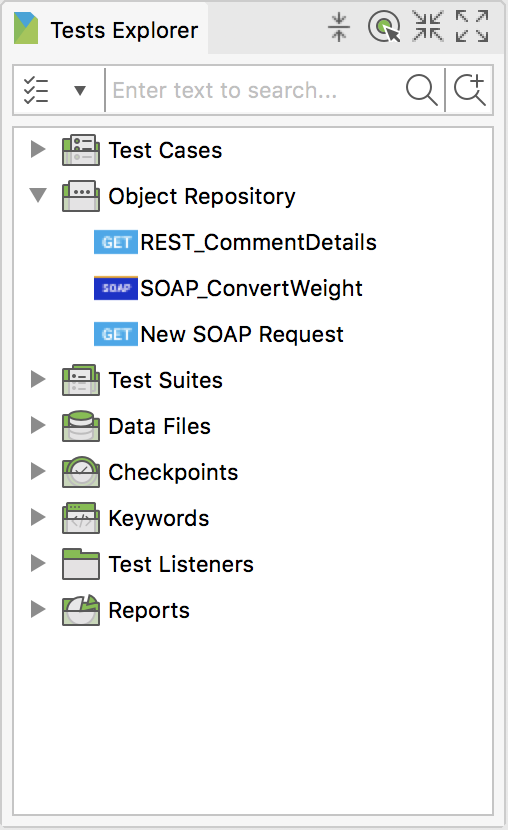 Tests Explorer
Enter text to search...
Test Cases
Object Repository
GET REST_CommentDetails
SOAP SOAP_ConvertWeight
GET New SOAP Request
Test Suites
Data Files
Checkpoints
Keywords
Test Listeners
Reports